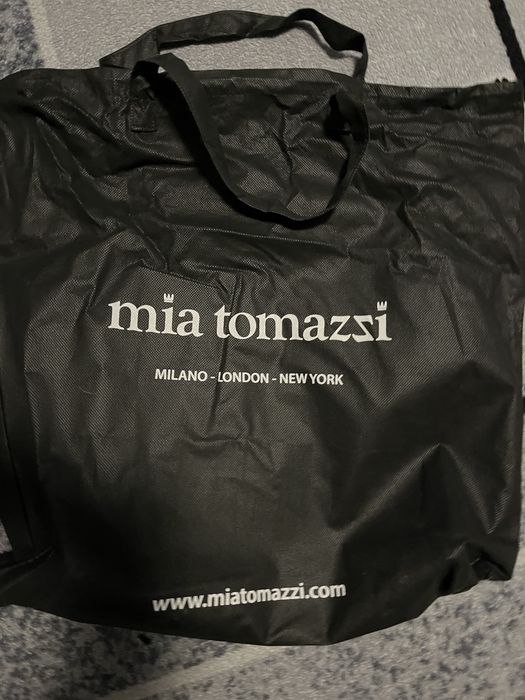 mia tomazzi
MILANO - LONDON - NEW YORK
www.miatomazzi.com